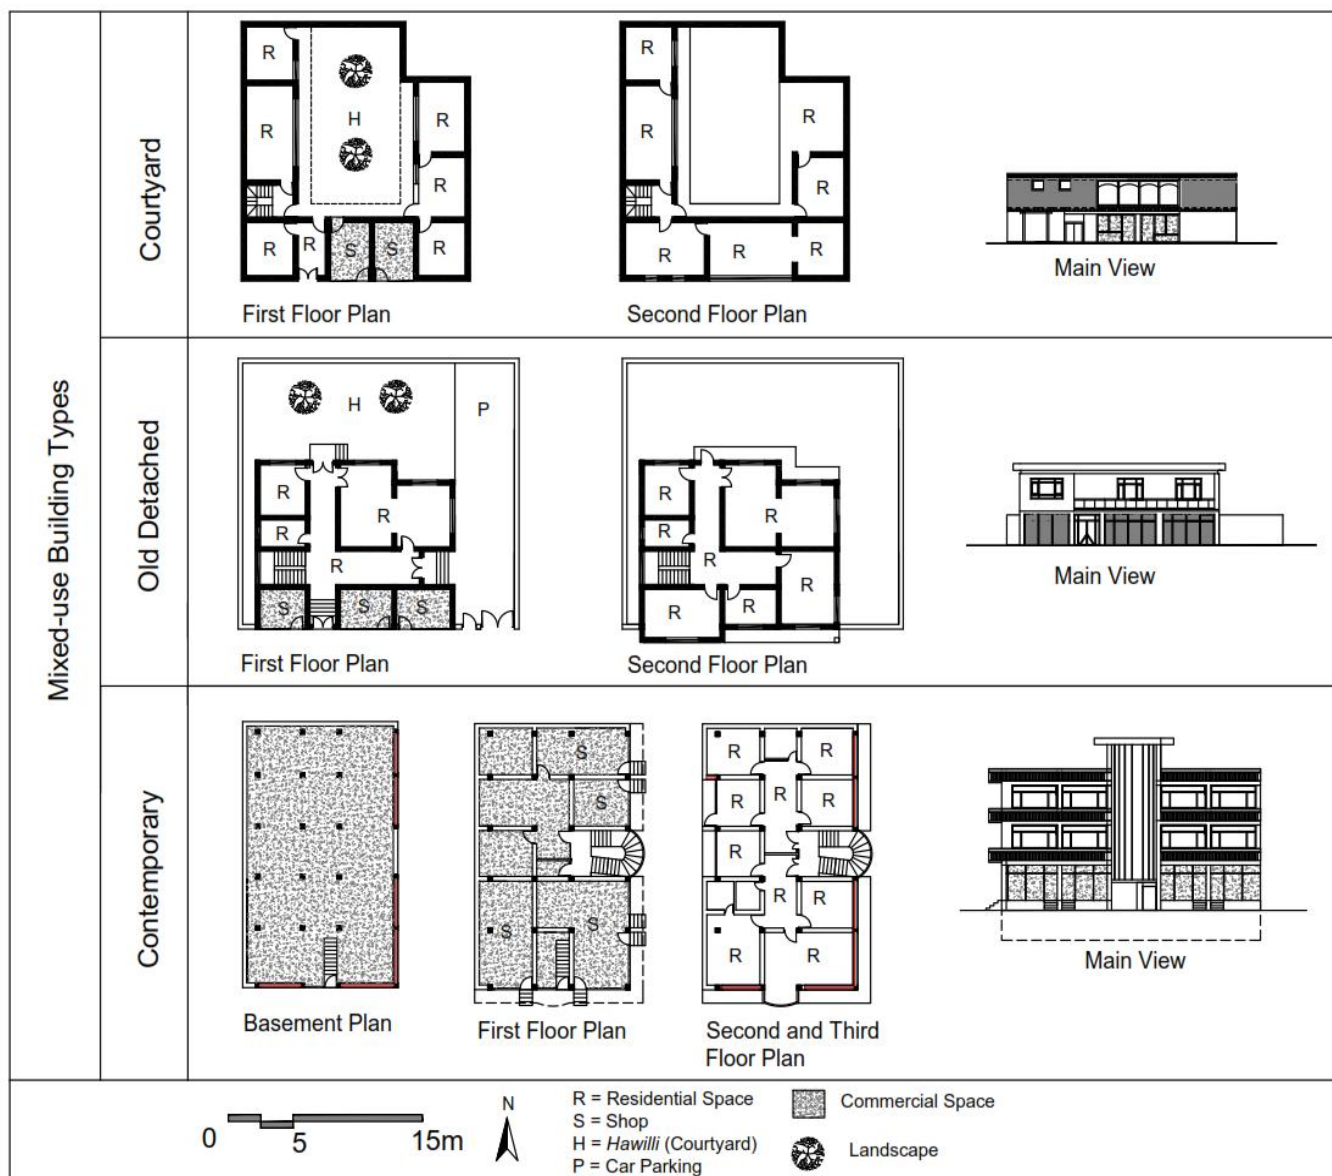 Mixed-use Building Types
Courtyard
R
R
H
R
R
R
R
S
S
R
First Floor Plan
R
R
R
R
R
R
R
Second Floor Plan
Main View
Old Detached
H
P
R
R
R
R
S
S
S
First Floor Plan
R
R
R
R
R
R
R
Second Floor Plan
Main View
Contemporary
Basement Plan
S
S
S
S
First Floor Plan
R
R
R
R
R
R
R
R
R
R
Second and Third
Floor Plan
Main View
0
5
15m
N
R = Residential Space
S = Shop
H = Hawilli (Courtyard)
P = Car Parking
Commercial Space
Landscape